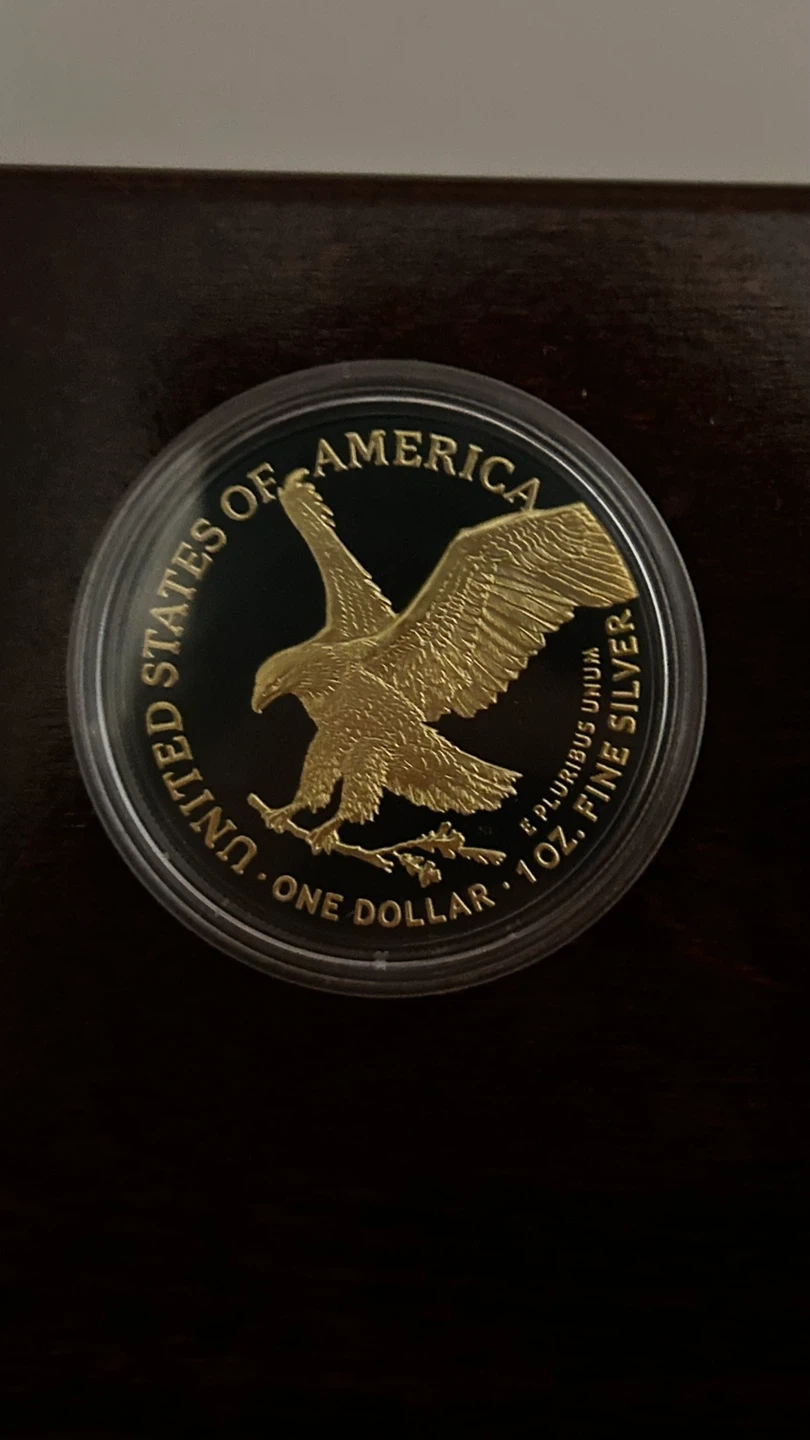 UNITED STATES OF AMERICA
E PLURIBUS UNUM
· ONE DOLLAR · 1 OZ. FINE SILVER